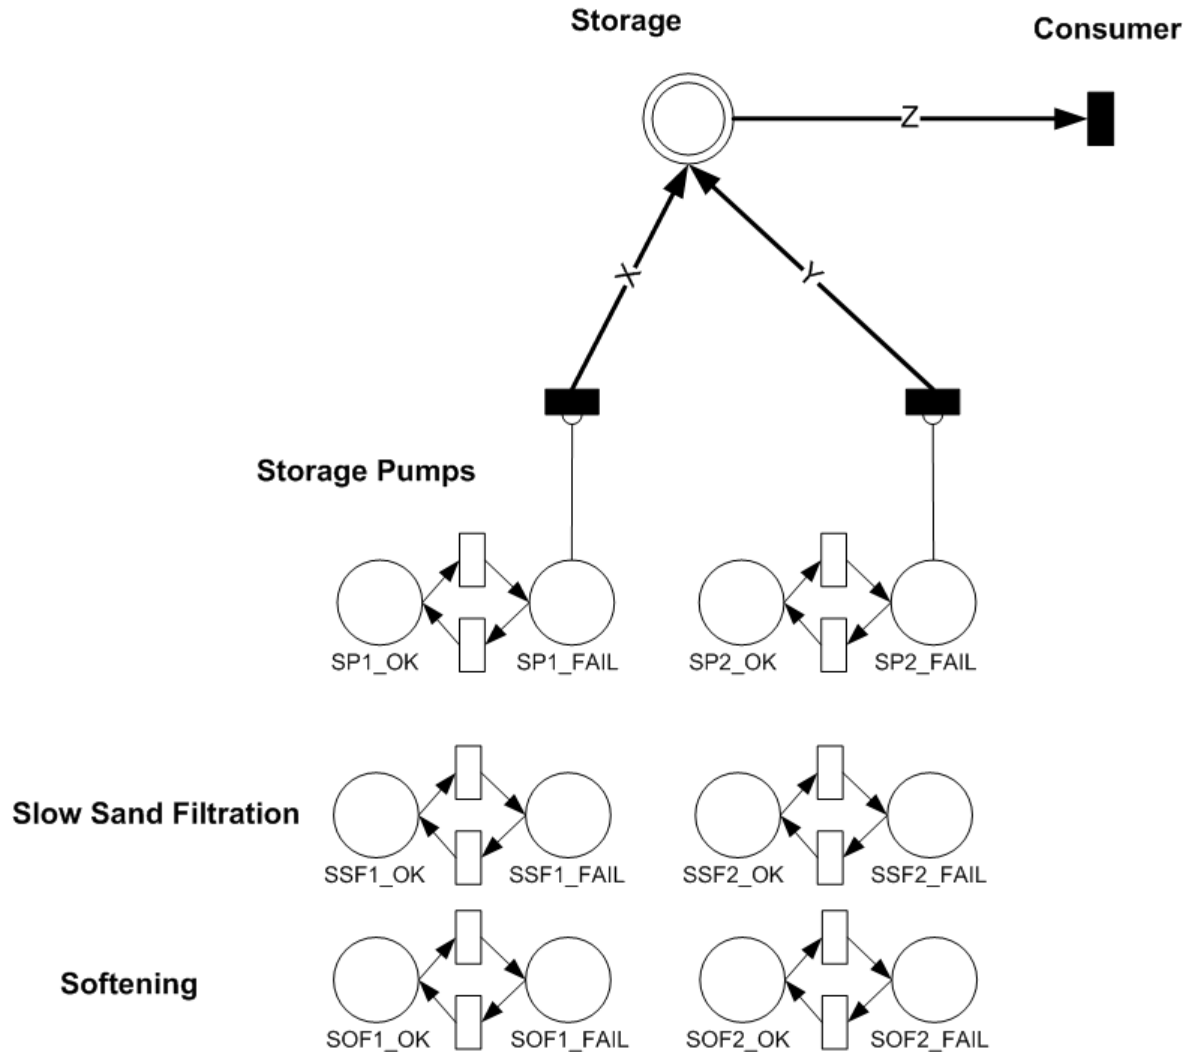 Storage
Consumer
Z
X
Y
Storage Pumps
SP1_OK
SP1_FAIL
SP2_OK
SP2_FAIL
Slow Sand Filtration
SSF1_OK
SSF1_FAIL
SSF2_OK
SSF2_FAIL
Softening
SOF1_OK
SOF1_FAIL
SOF2_OK
SOF2_FAIL